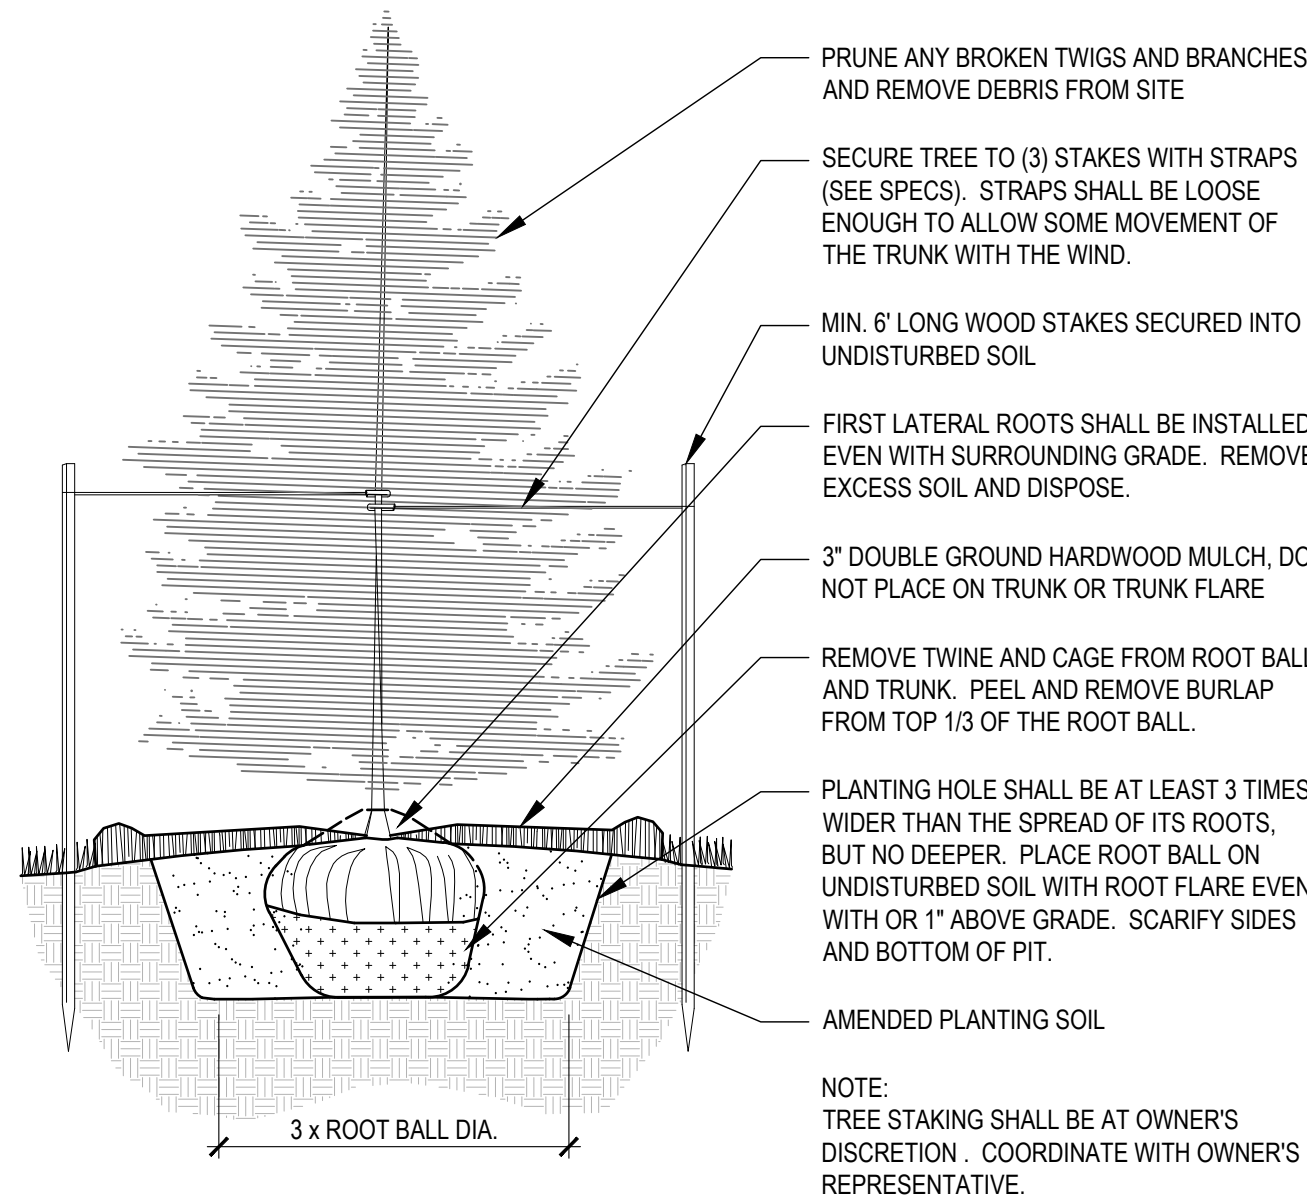 PRUNE ANY BROKEN TWIGS AND BRANCHES
AND REMOVE DEBRIS FROM SITE
SECURE TREE TO (3) STAKES WITH STRAPS
(SEE SPECS). STRAPS SHALL BE LOOSE
ENOUGH TO ALLOW SOME MOVEMENT OF
THE TRUNK WITH THE WIND.
MIN. 6' LONG WOOD STAKES SECURED INTO
UNDISTURBED SOIL
FIRST LATERAL ROOTS SHALL BE INSTALLED
EVEN WITH SURROUNDING GRADE. REMOVE
EXCESS SOIL AND DISPOSE.
3" DOUBLE GROUND HARDWOOD MULCH, DO
NOT PLACE ON TRUNK OR TRUNK FLARE
REMOVE TWINE AND CAGE FROM ROOT BALL
AND TRUNK. PEEL AND REMOVE BURLAP
FROM TOP 1/3 OF THE ROOT BALL.
PLANTING HOLE SHALL BE AT LEAST 3 TIMES
WIDER THAN THE SPREAD OF ITS ROOTS,
BUT NO DEEPER. PLACE ROOT BALL ON
UNDISTURBED SOIL WITH ROOT FLARE EVEN
WITH OR 1" ABOVE GRADE. SCARIFY SIDES
AND BOTTOM OF PIT.
AMENDED PLANTING SOIL
NOTE:
TREE STAKING SHALL BE AT OWNER'S
DISCRETION . COORDINATE WITH OWNER'S
REPRESENTATIVE.
3 x ROOT BALL DIA.